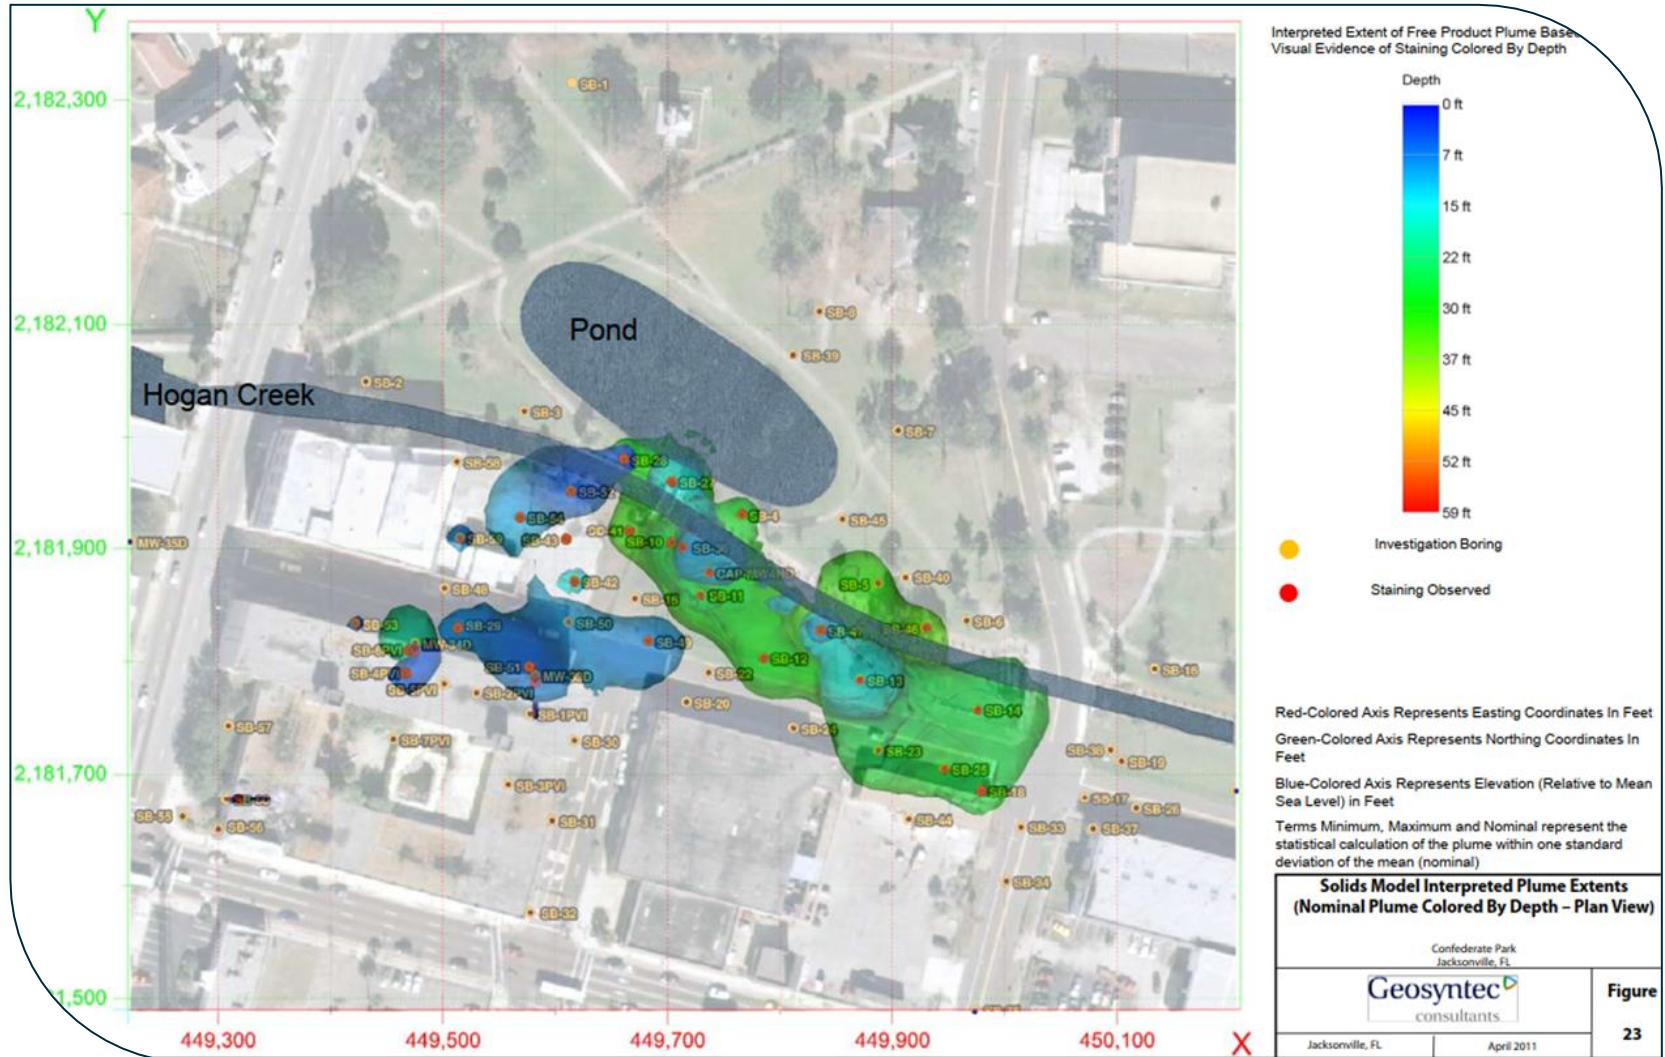 Y
2,182,300
2,182,100
2,181,900
2,181,700
1,500
449,300
449,500
449,700
449,900
450,100
X
Hogan Creek
Pond
SB-1
SB-2
SB-3
SB-39
SB-7
SB-28
SB-4
SB-45
MW-35D
SB-10
SB-42
SB-48
SB-11
SB-5
SB-40
SB-6
SB-53
SB-29
SB-50
SB-49
SB-51
SB-12
SB-13
SB-22
SB-20
SB-14
SB-1PVI
SB-30
SB-24
SB-23
SB-25
SB-57
SB-7PVI
SB-3PVI
SB-31
SB-55
SB-56
SB-44
SB-33
SB-38
SB-19
SB-17
SB-26
SB-37
SB-34
SB-32
Interpreted Extent of Free Product Plume Base
Visual Evidence of Staining Colored By Depth
Depth
0 ft
7 ft
15 ft
22 ft
30 ft
37 ft
45 ft
52 ft
59 ft
Investigation Boring
Staining Observed
Red-Colored Axis Represents Easting Coordinates In Feet
Green-Colored Axis Represents Northing Coordinates In
Feet
Blue-Colored Axis Represents Elevation (Relative to Mean
Sea Level) in Feet
Terms Minimum, Maximum and Nominal represent the
statistical calculation of the plume within one standard
deviation of the mean (nominal)
Solids Model Interpreted Plume Extents
(Nominal Plume Colored By Depth – Plan View)
Confederate Park
Jacksonville, FL
Geosyntec
consultants
Figure
23
Jacksonville, FL
April 2011